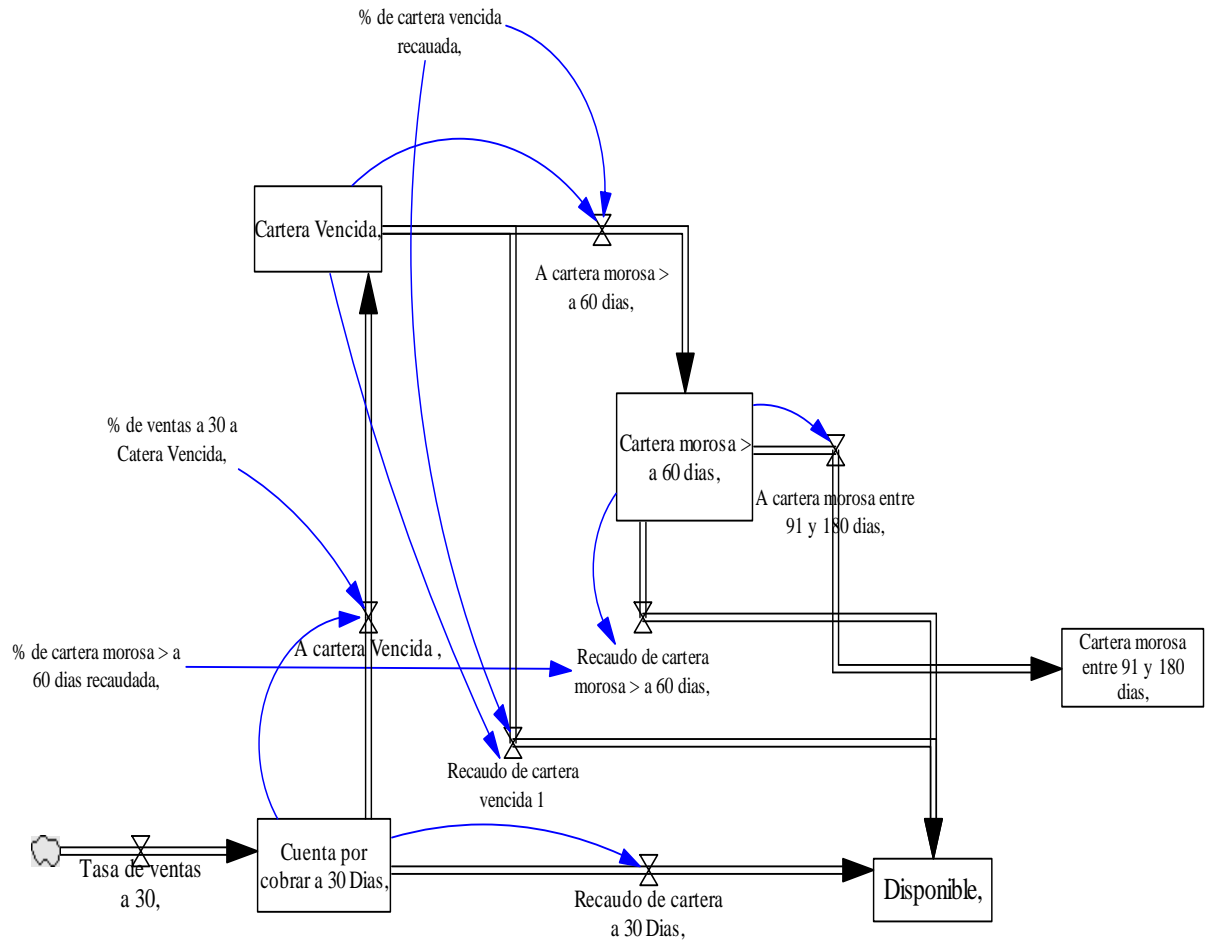 % de cartera vencida
recauada,
Cartera Vencida,
A cartera morosa >
a 60 dias,
% de ventas a 30 a
Catera Vencida,
Cartera morosa >
a 60 dias,
A cartera morosa entre
91 y 180 dias,
A cartera Vencida ,
% de cartera morosa > a
60 dias recaudada,
Recaudo de cartera
morosa > a 60 dias,
Cartera morosa
entre 91 y 180
dias,
Recaudo de cartera
vencida 1
Tasa de ventas
a 30,
Cuenta por
cobrar a 30 Dias,
Recaudo de cartera
a 30 Dias,
Disponible,